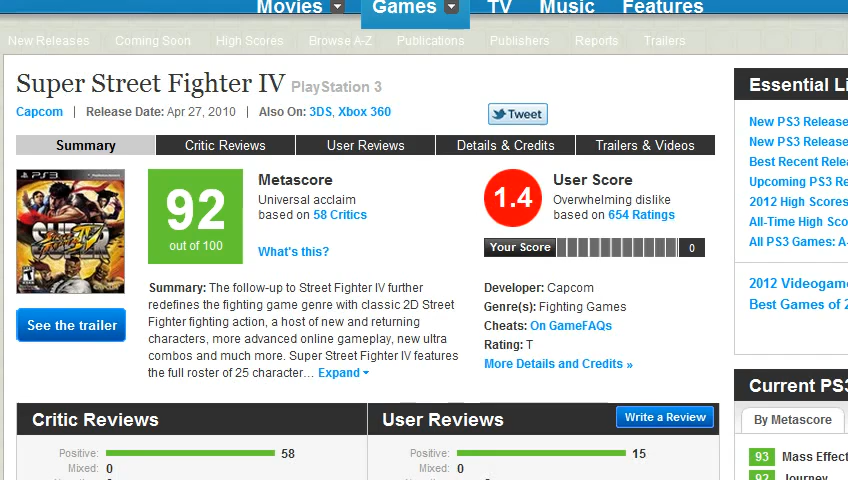 Movies Games TV Music Features
New Releases Coming Soon High Scores Browse A-Z Publications Publishers Reports Trailers
Super Street Fighter IV PlayStation 3
Capcom | Release Date: Apr 27, 2010 | Also On: 3DS, Xbox 360
Tweet
Summary Critic Reviews User Reviews Details & Credits Trailers & Videos
PS3
SUPER
STREET FIGHTER IV
See the trailer
92
out of 100
Metascore
Universal acclaim
based on 58 Critics
What's this?
Summary: The follow-up to Street Fighter IV further
redefines the fighting game genre with classic 2D Street
Fighter fighting action, a host of new and returning
characters, more advanced online gameplay, new ultra
combos and much more. Super Street Fighter IV features
the full roster of 25 character... Expand
1.4
User Score
Overwhelming dislike
based on 654 Ratings
Your Score 0
Developer: Capcom
Genre(s): Fighting Games
Cheats: On GameFAQs
Rating: T
More Details and Credits »
Critic Reviews
Positive: 58
Mixed: 0
User Reviews Write a Review
Positive: 15
Mixed: 0
Essential Li
New PS3 Release
New PS3 Release
Best Recent Rele
Upcoming PS3 Re
2012 High Scores
All-Time High Sco
All PS3 Games: A-
2012 Videogame
Best Games of 2
Current PS3
By Metascore
93 Mass Effect
92 Journey